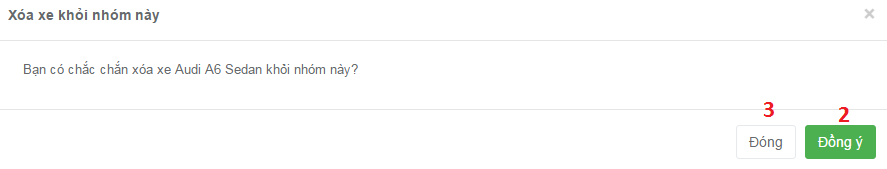 Xóa xe khỏi nhóm này ×
Bạn có chắc chắn xóa xe Audi A6 Sedan khỏi nhóm này?
3 2
Đóng Đồng ý